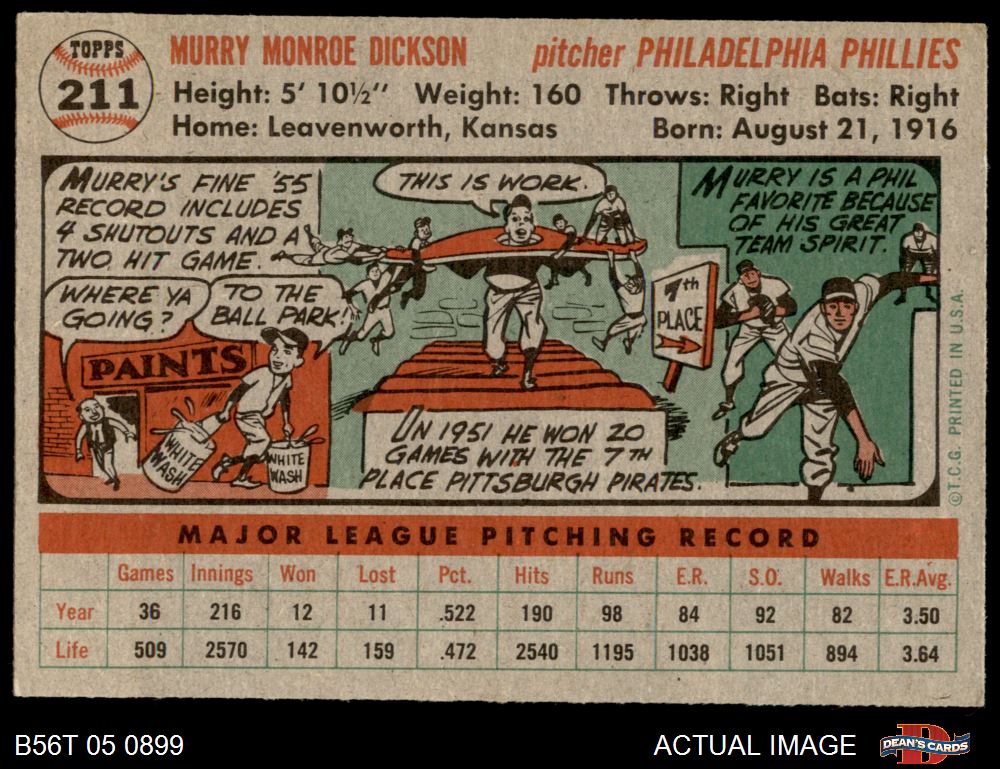 TOPPS
211
MURRY MONROE DICKSON pitcher PHILADELPHIA PHILLIES
Height: 5' 10½" Weight: 160 Throws: Right Bats: Right
Home: Leavenworth, Kansas Born: August 21, 1916
MURRY'S FINE '55
RECORD INCLUDES
4 SHUTOUTS AND A
TWO HIT GAME.
WHERE YA
GOING?
TO THE
BALL PARK!
PAINTS
WHITE
WASH
WHITE
WASH
THIS IS WORK.
IN 1951 HE WON 20
GAMES WITH THE 7TH
PLACE PITTSBURGH PIRATES.
7th
PLACE
MURRY IS A PHIL
FAVORITE BECAUSE
OF HIS GREAT
TEAM SPIRIT.
© T.C.G. PRINTED IN U.S.A.
MAJOR LEAGUE PITCHING RECORD
Games Innings Won Lost Pct. Hits Runs E.R. S.O. Walks E.R.Avg.
Year 36 216 12 11 .522 190 98 84 92 82 3.50
Life 509 2570 142 159 .472 2540 1195 1038 1051 894 3.64
B56T 05 0899 ACTUAL IMAGE DEAN'S CARDS